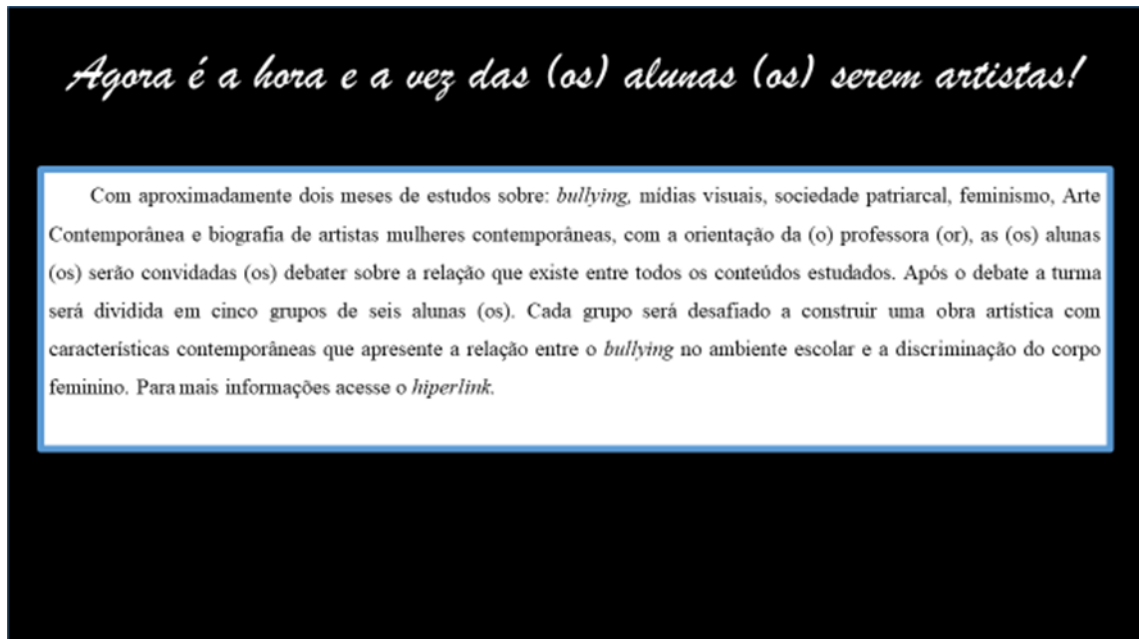 Agora é a hora e a vez das (os) alunas (os) serem artistas!
Com aproximadamente dois meses de estudos sobre: bullying, mídias visuais, sociedade patriarcal, feminismo, Arte
Contemporânea e biografia de artistas mulheres contemporâneas, com a orientação da (o) professora (or), as (os) alunas
(os) serão convidadas (os) debater sobre a relação que existe entre todos os conteúdos estudados. Após o debate a turma
será dividida em cinco grupos de seis alunas (os). Cada grupo será desafiado a construir uma obra artística com
características contemporâneas que apresente a relação entre o bullying no ambiente escolar e a discriminação do corpo
feminino. Para mais informações acesse o hiperlink.